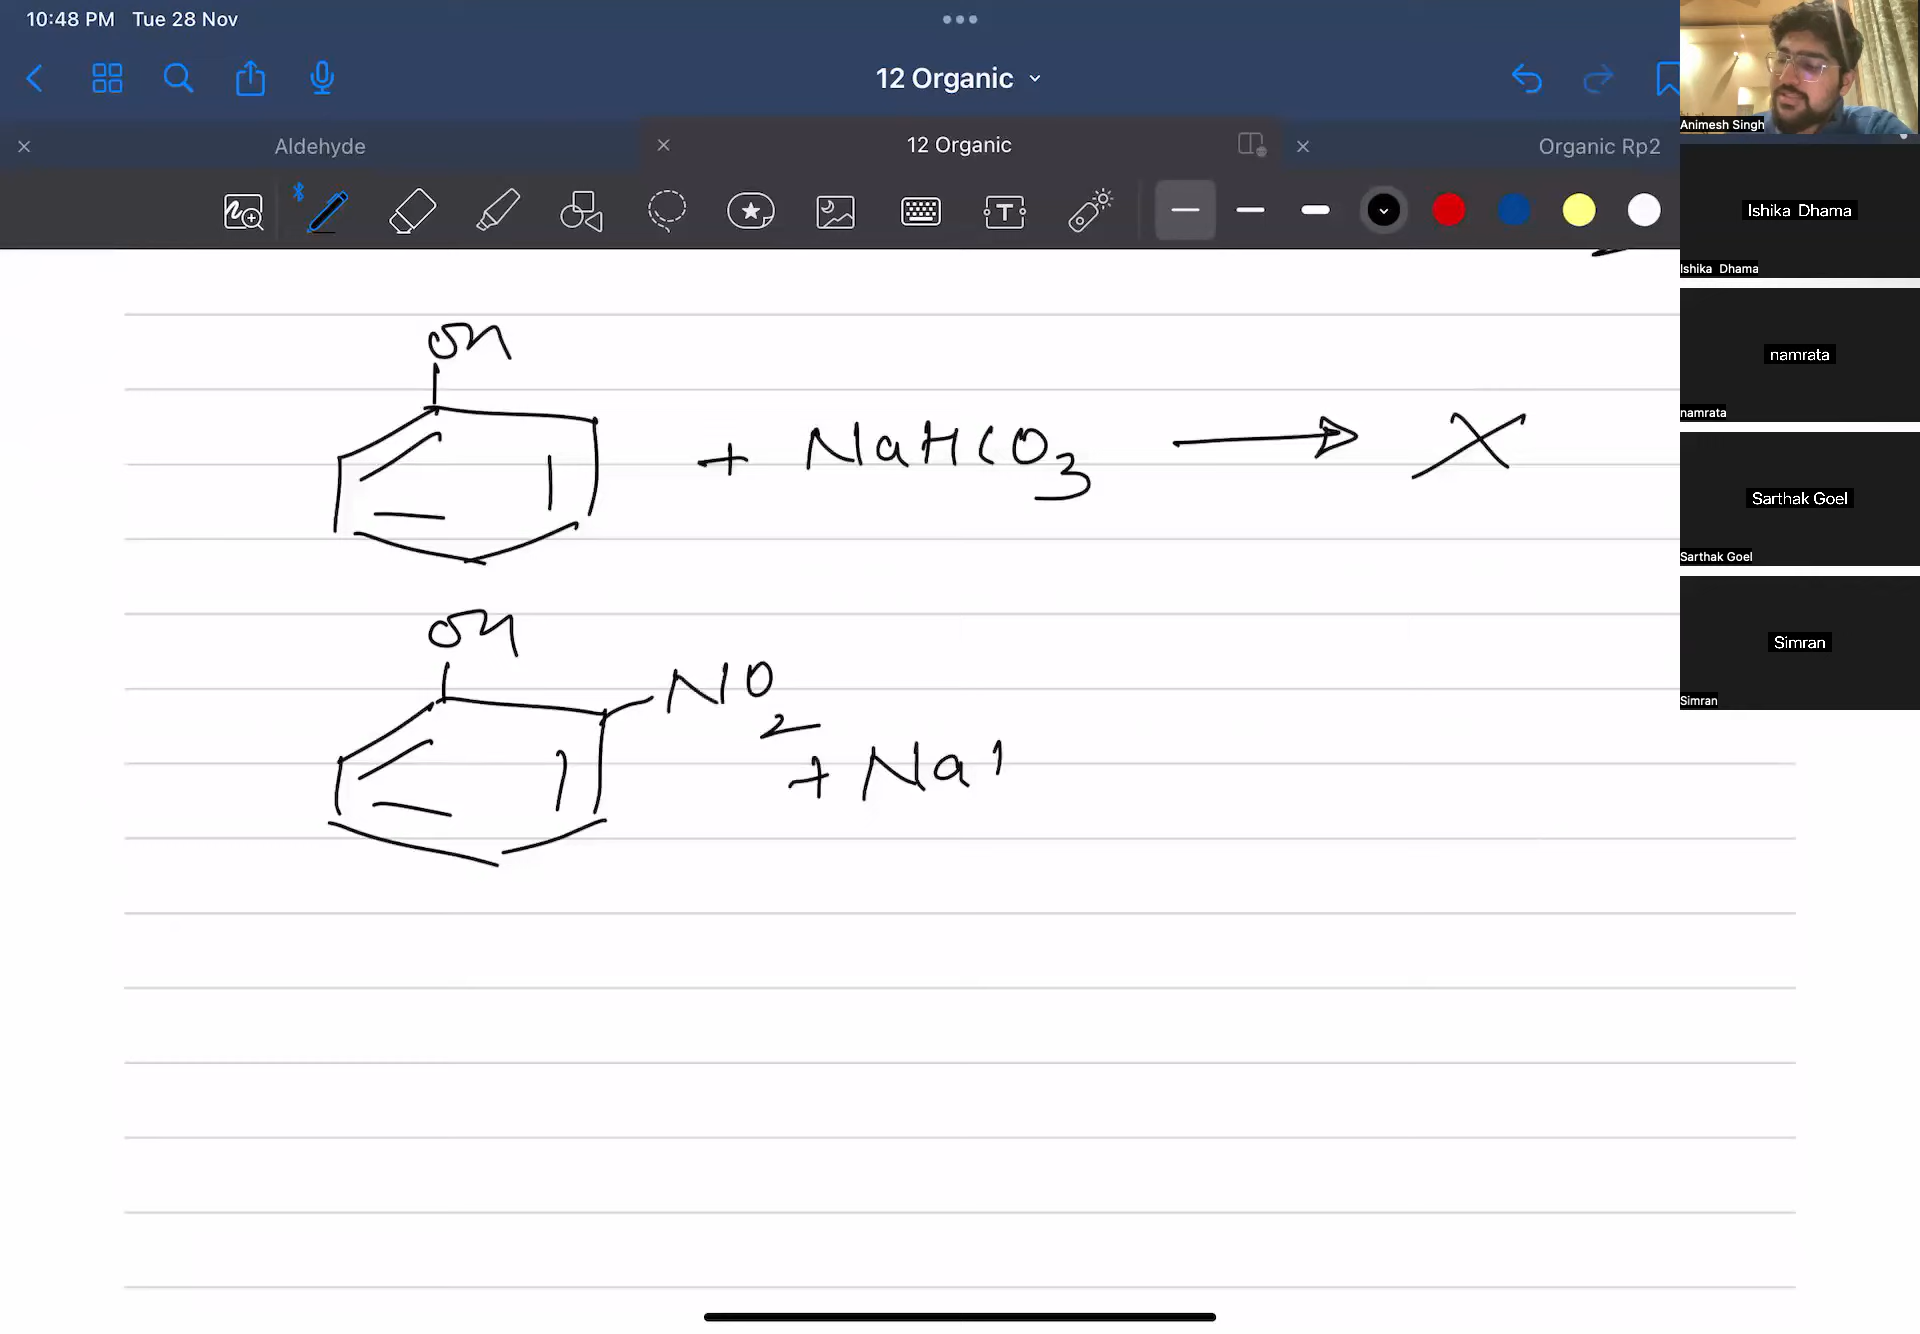 10:48 PM Tue 28 Nov
12 Organic
Animesh Singh
Aldehyde
12 Organic
Organic Rp2
T
Ishika Dhama
Ishika Dhama
OH
namrata
namrata
+ NaHCO3
X
Sarthak Goel
Sarthak Goel
OH
NO2
Simran
Simran
+ Na